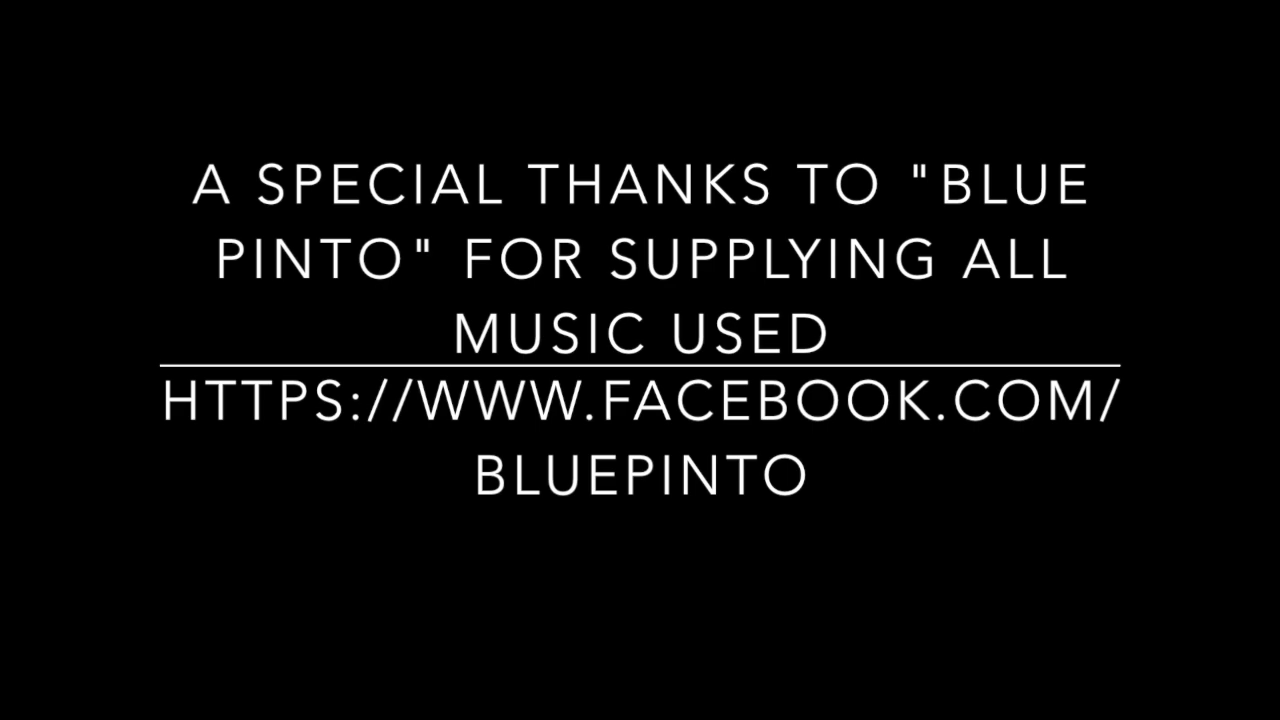 A SPECIAL THANKS TO "BLUE
PINTO" FOR SUPPLYING ALL
MUSIC USED
HTTPS://WWW.FACEBOOK.COM/
BLUEPINTO